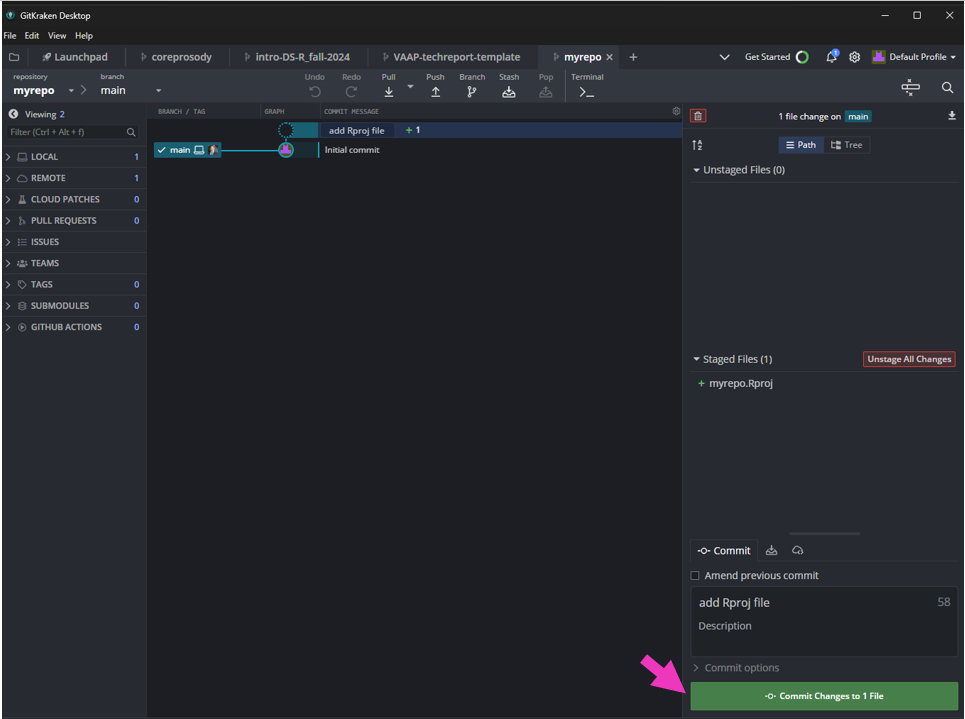 GitKraken Desktop
File Edit View Help
Launchpad coreprosody intro-DS-R_fall-2024 VAAP-techreport-template myrepo Get Started 1 Default Profile
repository branch Undo Redo Pull Push Branch Stash Pop Terminal
myrepo main
Viewing 2
Filter (Ctrl + Alt + f)
LOCAL 1
REMOTE 1
CLOUD PATCHES 0
PULL REQUESTS 0
ISSUES
TEAMS
TAGS 0
SUBMODULES 0
GITHUB ACTIONS 0
BRANCH / TAG GRAPH COMMIT MESSAGE
add Rproj file + 1
main Initial commit
1 file change on main
Path Tree
Unstaged Files (0)
Staged Files (1) Unstage All Changes
+ myrepo.Rproj
Commit
Amend previous commit
add Rproj file 58
Description
Commit options
Commit Changes to 1 File